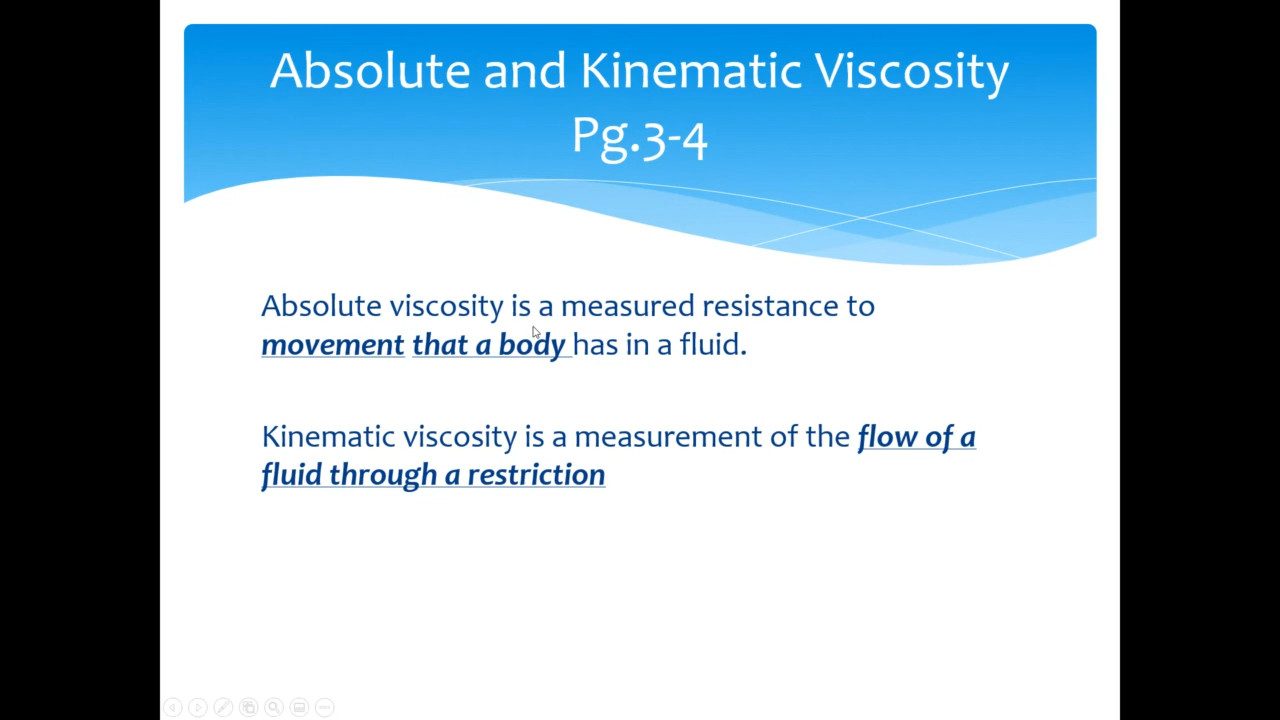 Absolute and Kinematic Viscosity
Pg.3-4
Absolute viscosity is a measured resistance to
movement that a body has in a fluid.
Kinematic viscosity is a measurement of the flow of a
fluid through a restriction